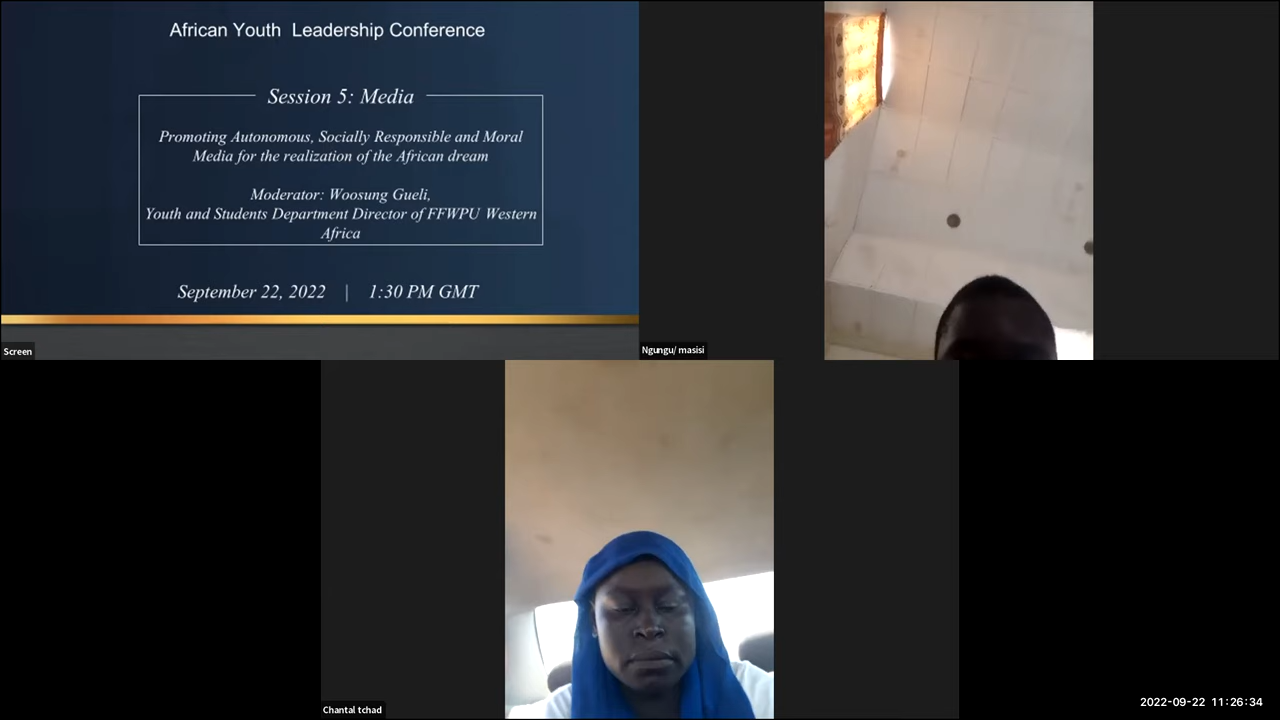 African Youth Leadership Conference
Session 5: Media
Promoting Autonomous, Socially Responsible and Moral
Media for the realization of the African dream
Moderator: Woosung Gueli,
Youth and Students Department Director of FFWPU Western
Africa
September 22, 2022 | 1:30 PM GMT
Screen
Ngungu/ masisi
Chantal tchad
2022-09-22 11:26:34